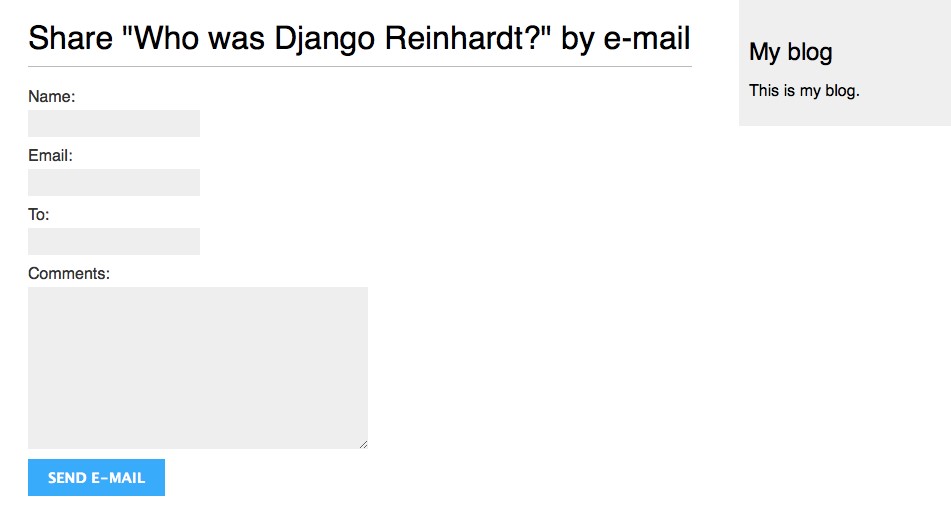 Share "Who was Django Reinhardt?" by e-mail
Name:
Email:
To:
Comments:
SEND E-MAIL
My blog
This is my blog.